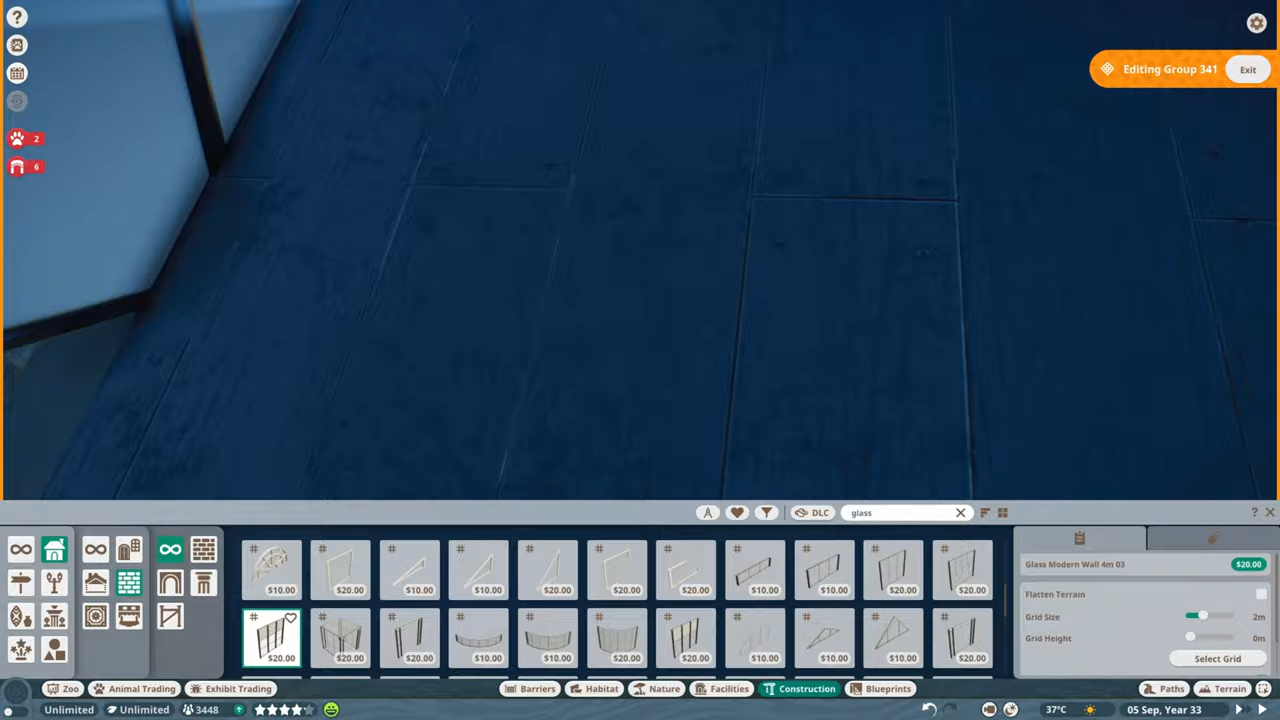 ?
Editing Group 341 Exit
2
6
DLC glass
?
$10.00 $20.00 $10.00 $10.00 $20.00 $20.00 $20.00 $10.00 $10.00 $20.00 $20.00
$20.00 $20.00 $20.00 $10.00 $10.00 $20.00 $20.00 $20.00 $10.00 $10.00 $20.00
Glass Modern Wall 4m 03 $20.00
Flatten Terrain
Grid Size 2m
Grid Height 0m
Select Grid
Zoo Animal Trading Exhibit Trading Barriers Habitat Nature Facilities Construction Blueprints Paths Terrain
Unlimited Unlimited 3448 37°C 05 Sep, Year 33